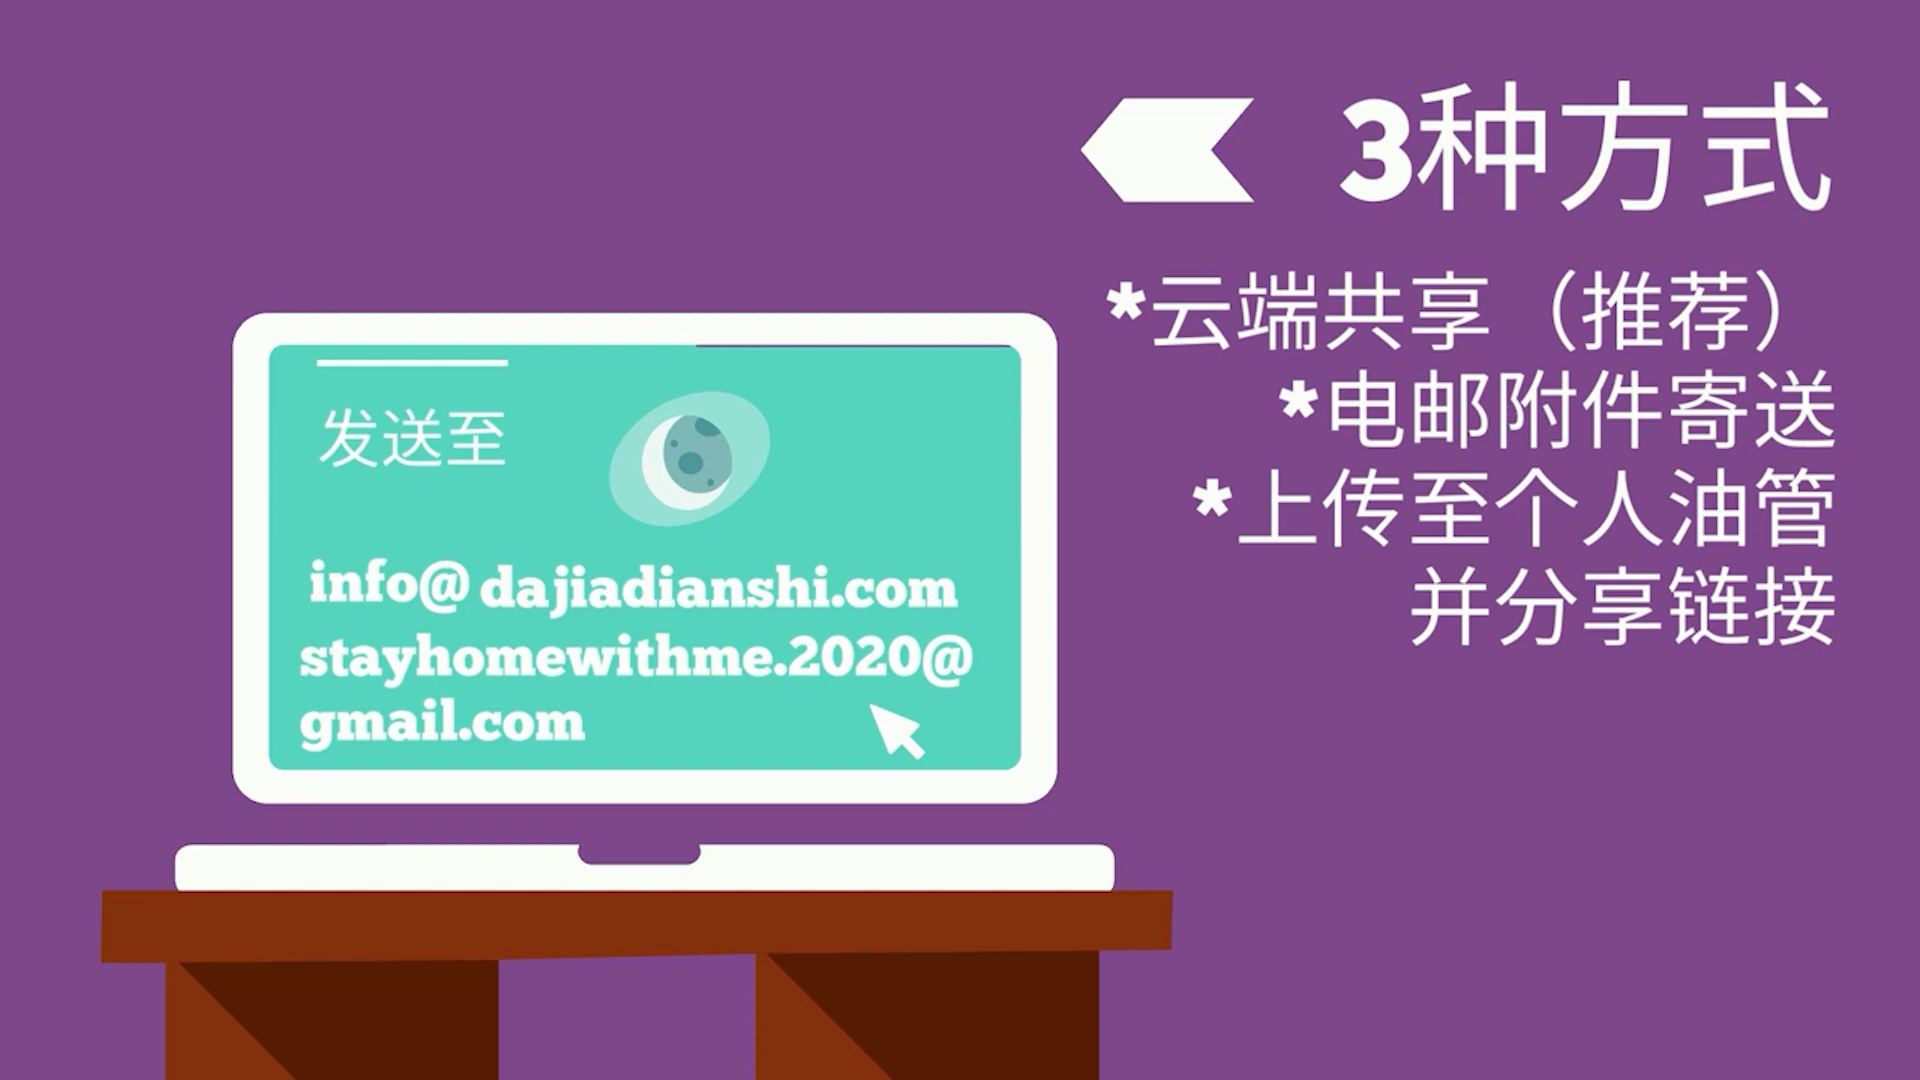 3种方式
*云端共享（推荐）
*电邮附件寄送
*上传至个人油管
并分享链接
发送至
info@ dajiadianshi.com
stayhomewithme.2020@
gmail.com